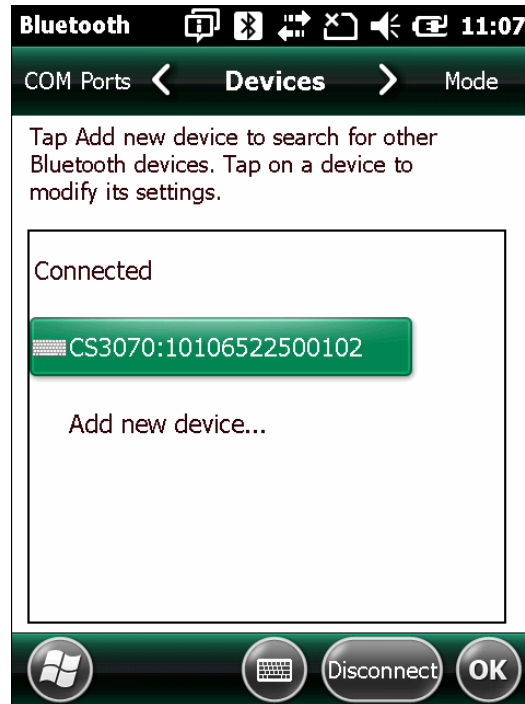 Bluetooth 11:07
COM Ports Devices Mode
Tap Add new device to search for other
Bluetooth devices. Tap on a device to
modify its settings.
Connected
CS3070:10106522500102
Add new device...
Disconnect OK